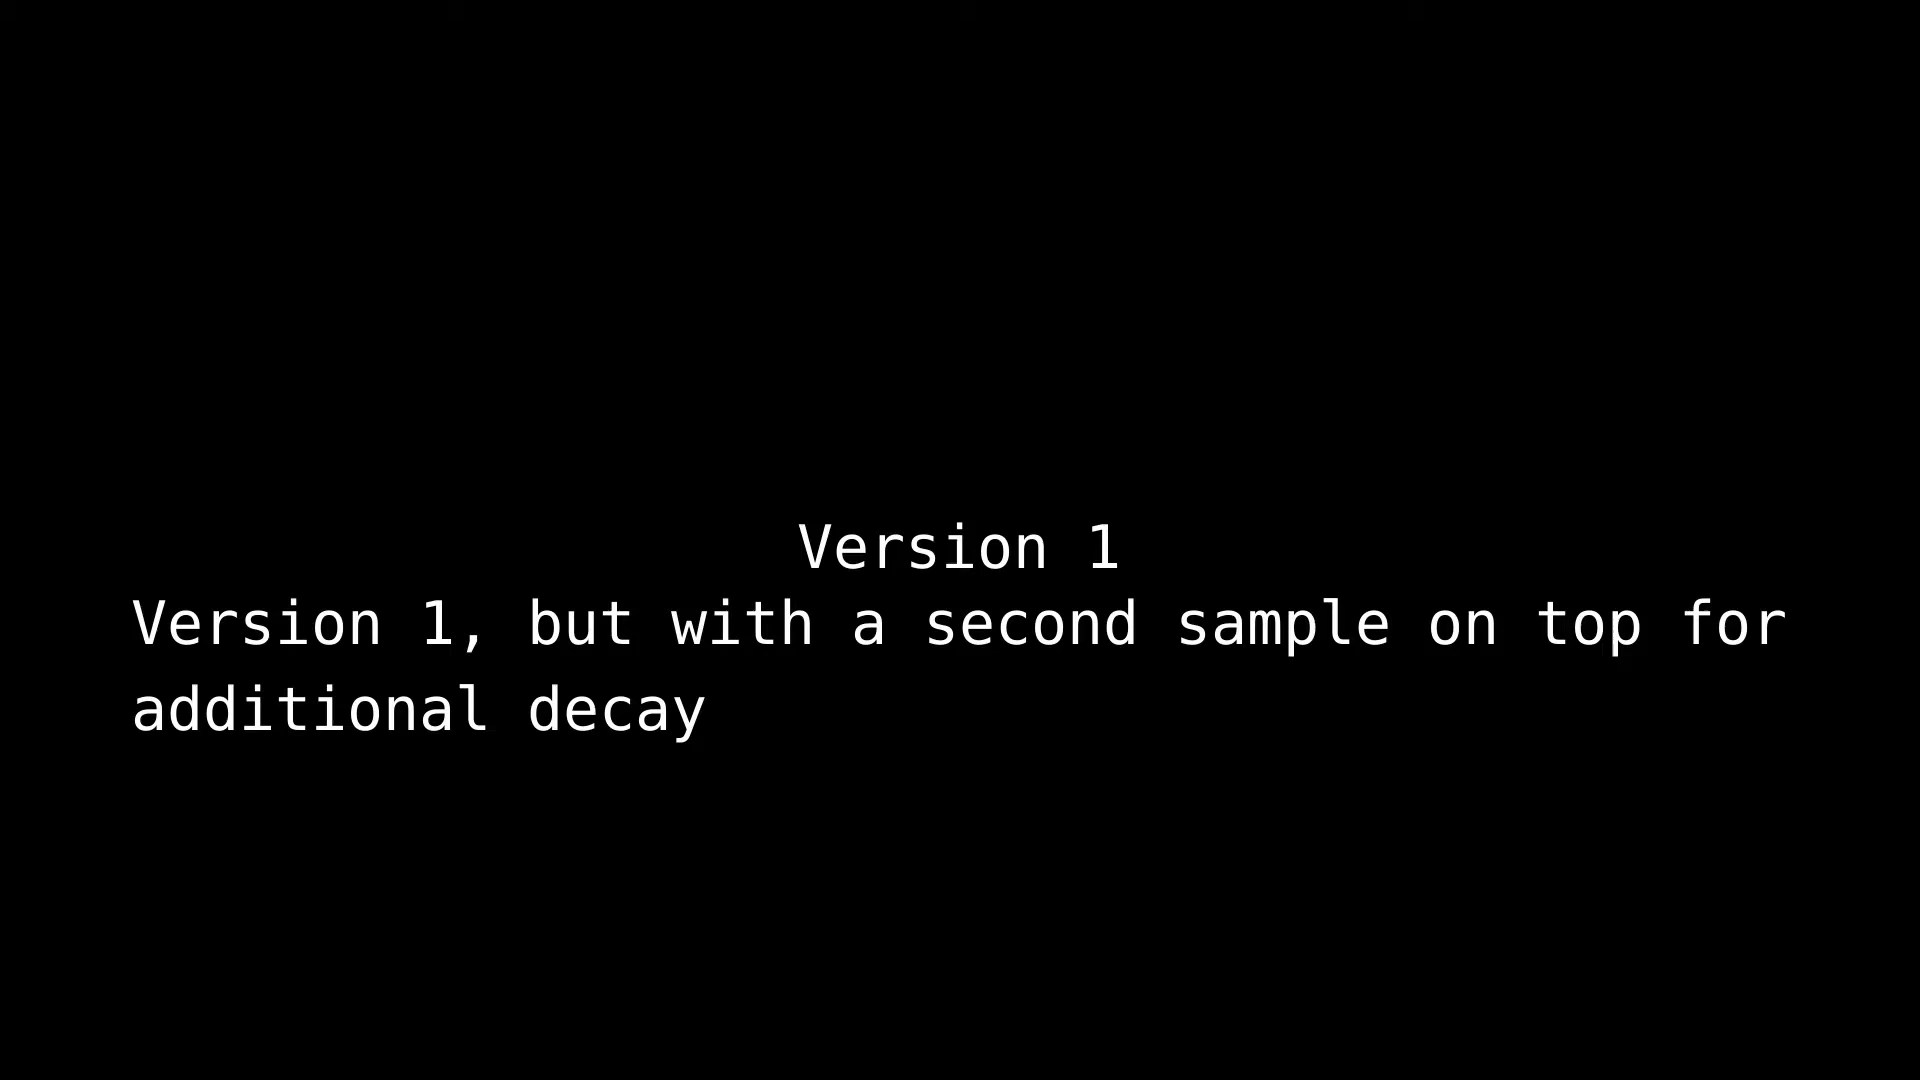 Version 1
Version 1, but with a second sample on top for
additional decay